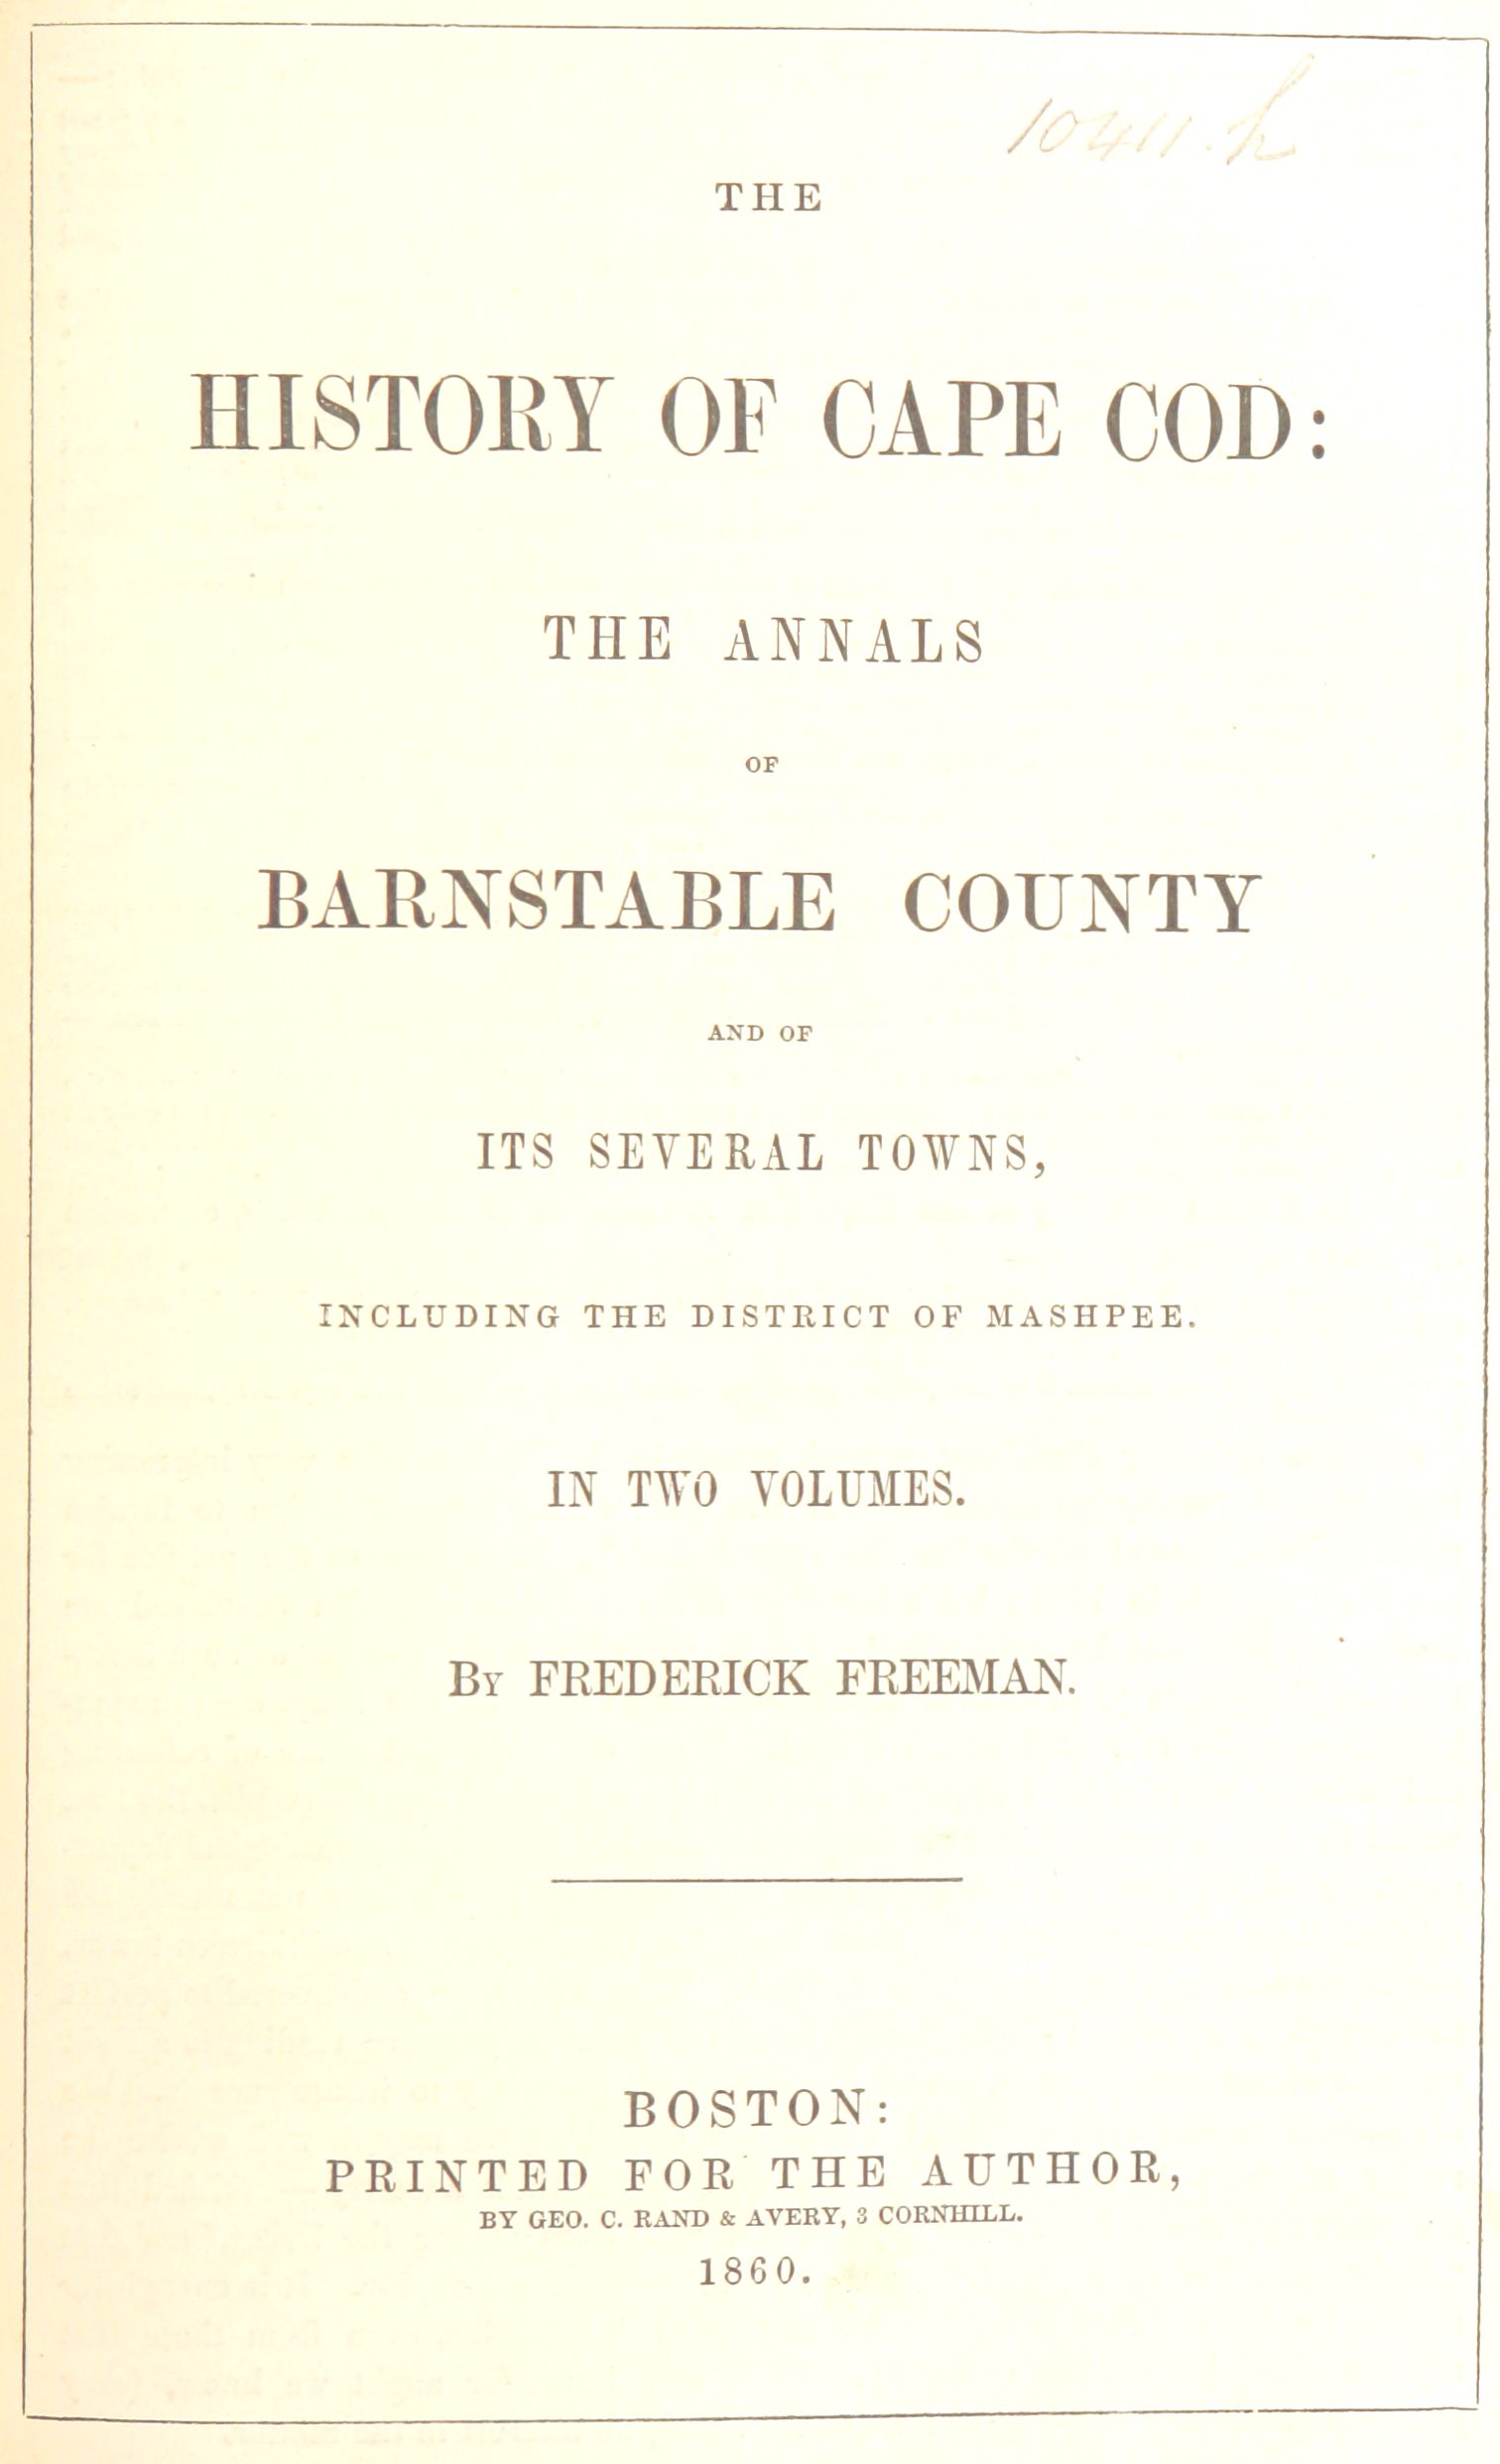 10411.h
THE
HISTORY OF CAPE COD:
THE ANNALS
OF
BARNSTABLE COUNTY
AND OF
ITS SEVERAL TOWNS,
INCLUDING THE DISTRICT OF MASHPEE.
IN TWO VOLUMES.
BY FREDERICK FREEMAN.
BOSTON:
PRINTED FOR THE AUTHOR,
BY GEO. C. RAND & AVERY, 3 CORNHILL.
1860.